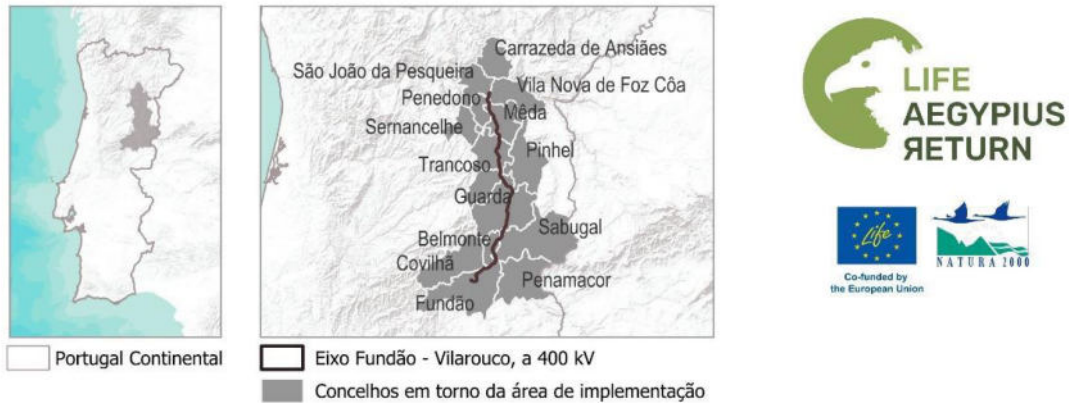 Carrazeda de Ansiães
São João da Pesqueira
Vila Nova de Foz Côa
Penedono
Mêda
Sernancelhe
Pinhel
Trancoso
Guarda
Sabugal
Belmonte
Covilhã
Penamacor
Fundão
Portugal Continental
Eixo Fundão - Vilarouco, a 400 kV
Concelhos em torno da área de implementação
LIFE
AEGYPIUS
RETURN
Life
Co-funded by
the European Union
NATURA 2000